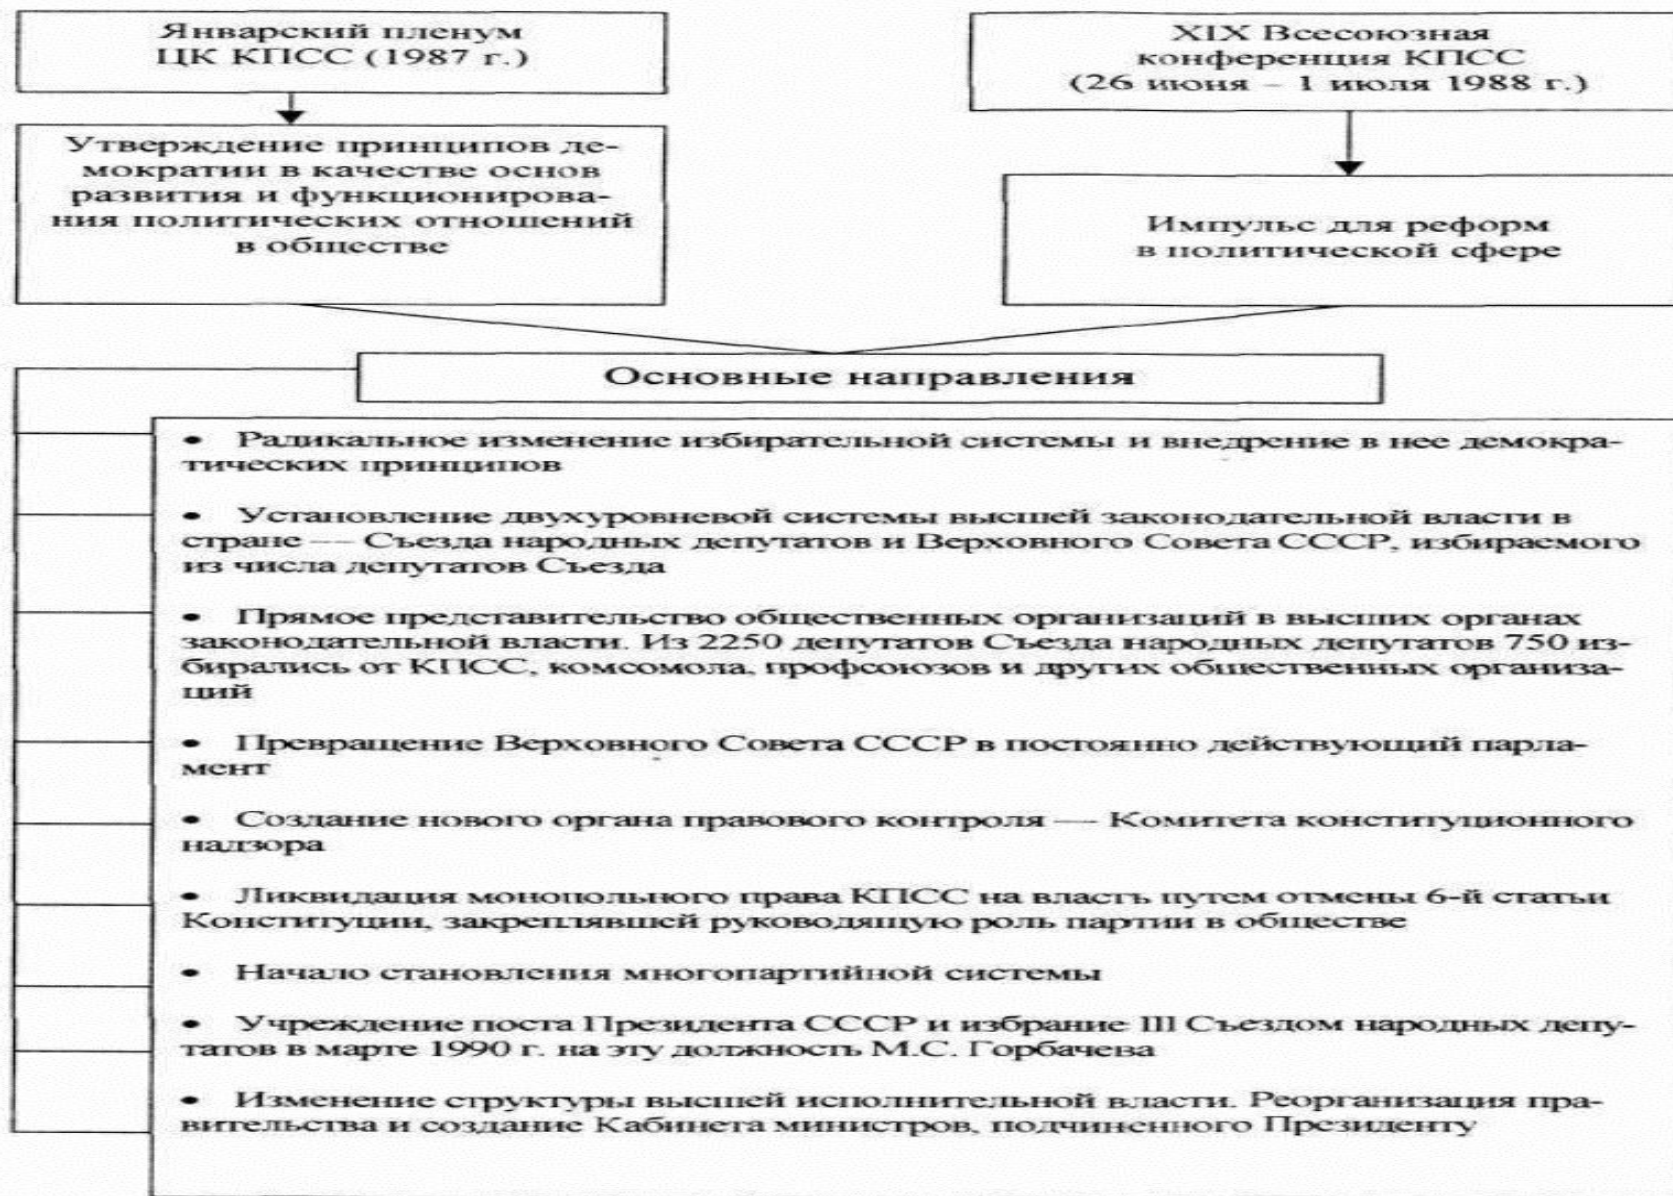 Январский пленум
ЦК КПСС (1987 г.)
XIX Всесоюзная
конференция КПСС
(26 июня – 1 июля 1988 г.)
Утверждение принципов де-
мократии в качестве основ
развития и функционирова-
ния политических отношений
в обществе
Импульс для реформ
в политической сфере
Основные направления
• Радикальное изменение избирательной системы и внедрение в нее демокра-
тических принципов
• Установление двухуровневой системы высшей законодательной власти в
стране — Съезда народных депутатов и Верховного Совета СССР, избираемого
из числа депутатов Съезда
• Прямое представительство общественных организаций в высших органах
законодательной власти. Из 2250 депутатов Съезда народных депутатов 750 из-
бирались от КПСС, комсомола, профсоюзов и других общественных организа-
ций
• Превращение Верховного Совета СССР в постоянно действующий парла-
мент
• Создание нового органа правового контроля — Комитета конституционного
надзора
• Ликвидация монопольного права КПСС на власть путем отмены 6-й статьи
Конституции, закреплявшей руководящую роль партии в обществе
• Начало становления многопартийной системы
• Учреждение поста Президента СССР и избрание III Съездом народных депу-
татов в марте 1990 г. на эту должность М.С. Горбачева
• Изменение структуры высшей исполнительной власти. Реорганизация пра-
вительства и создание Кабинета министров, подчиненного Президенту